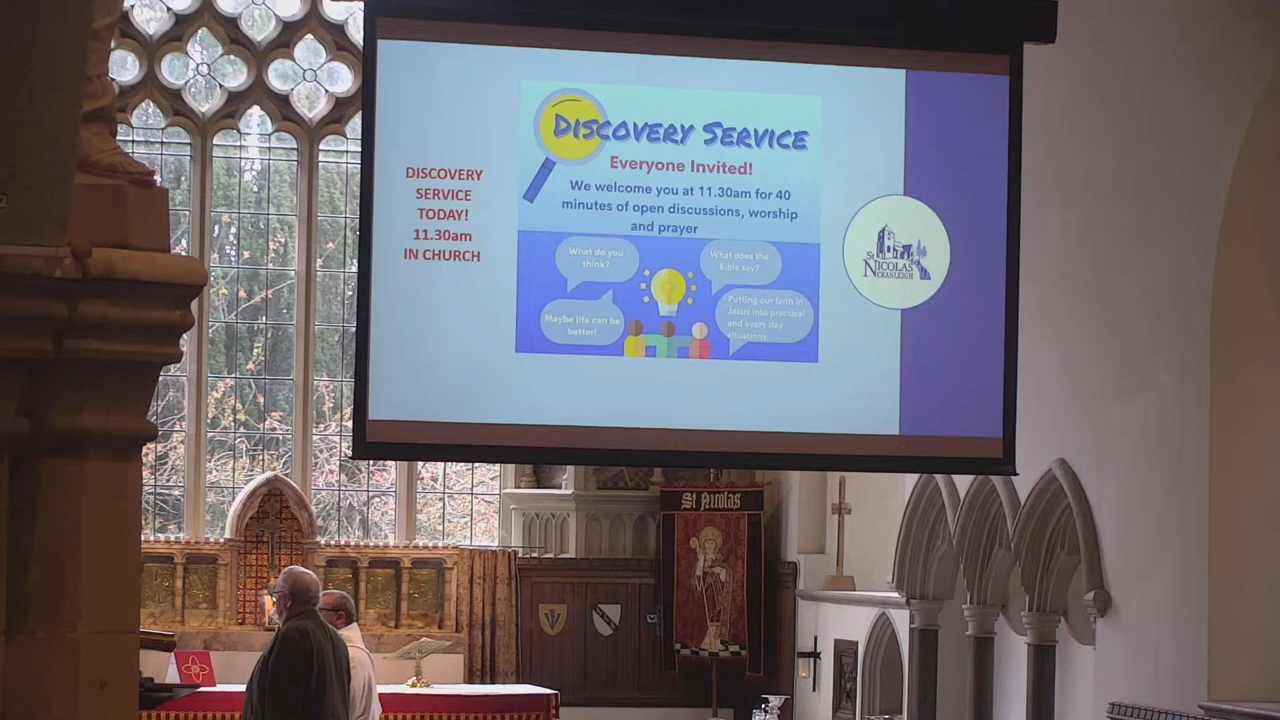 DISCOVERY
SERVICE
TODAY!
11.30am
IN CHURCH
DISCOVERY SERVICE
Everyone Invited!
We welcome you at 11.30am for 40
minutes of open discussions, worship
and prayer
What do you
think?
What does the
Bible say?
Maybe life can be
better!
Putting our faith in
Jesus into practical
and every day
situations.
St
NICOLAS
CRANLEIGH
St Nicolas